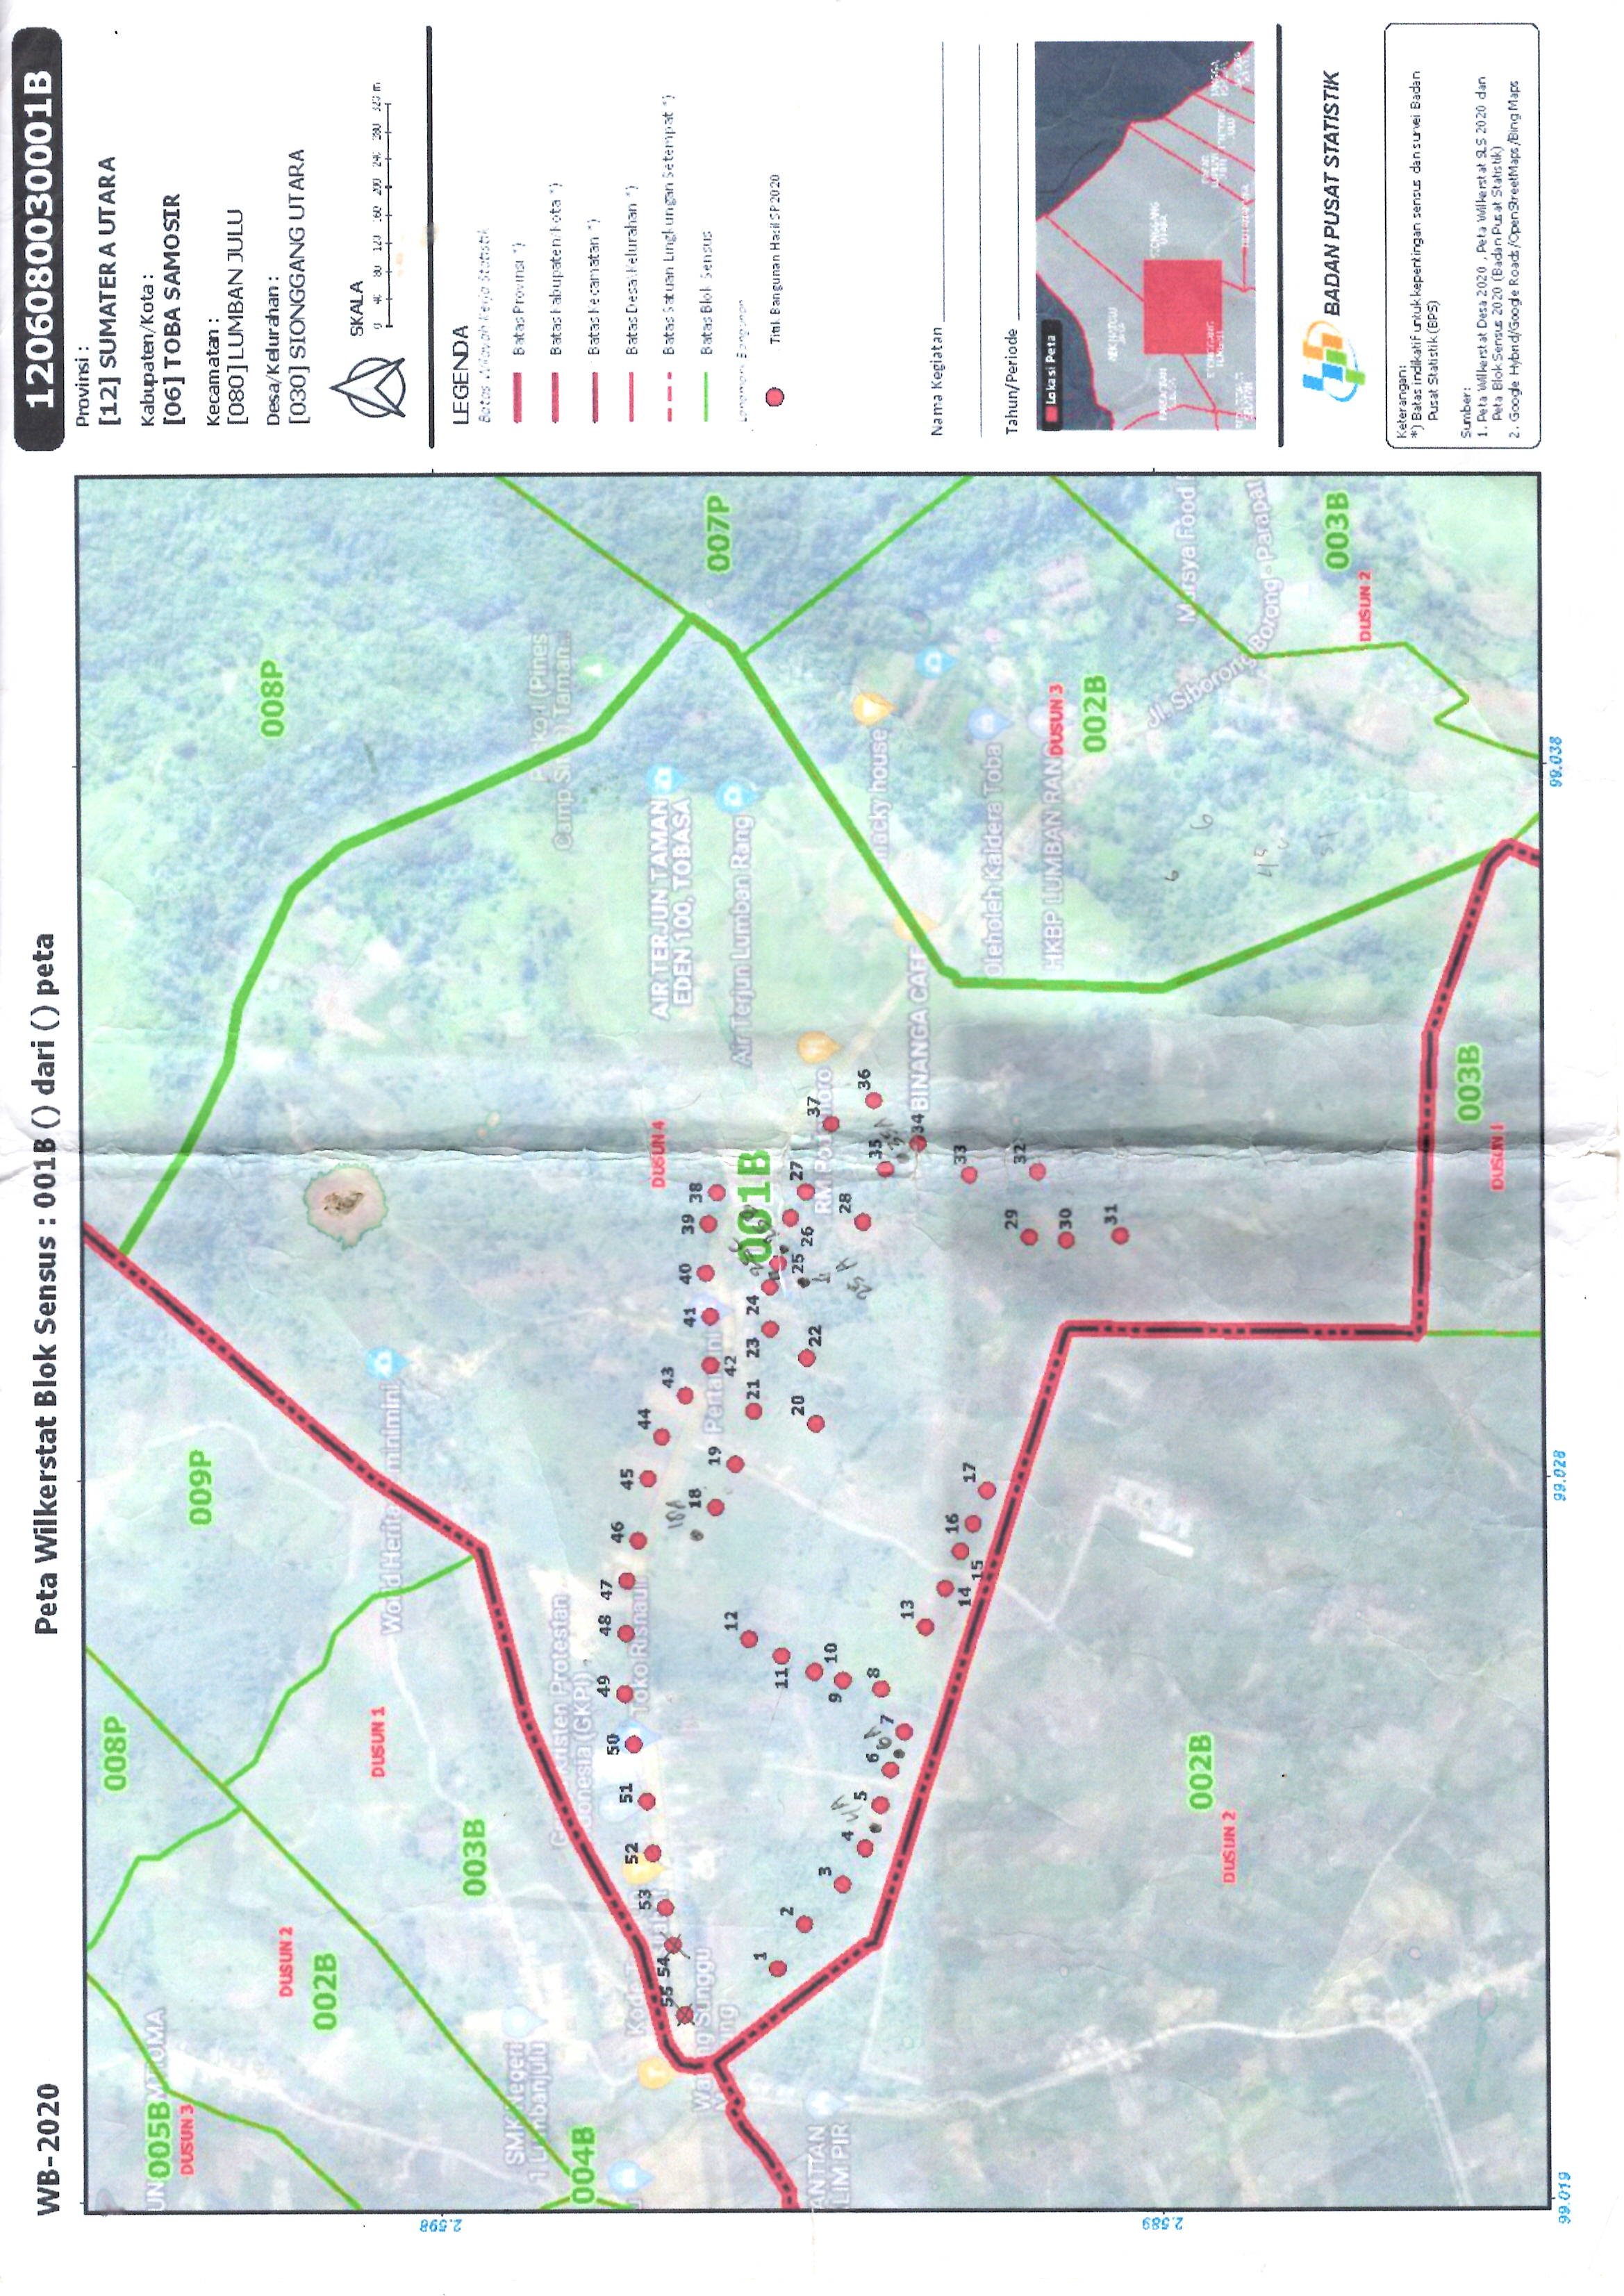 WB-2020
Peta Wilkerstat Blok Sensus : 001B () dari () peta
1206080030001B
Provinsi :
[12] SUMATERA UTARA
Kabupaten/Kota :
[06] TOBA SAMOSIR
Kecamatan :
[080] LUMBAN JULU
Desa/Kelurahan :
[030] SIONGGANG UTARA
SKALA
0 40 80 120 160 200 240 280 320 m
LEGENDA
Batas Wilayah Kerja Statistik
Batas Provinsi *)
Batas Kabupaten/Kota *)
Batas Kecamatan *)
Batas Desa/Kelurahan *)
Batas Satuan Lingkungan Setempat *)
Batas Blok Sensus
Landmark Bangunan
Titik Bangunan Hasil SP2020
Nama Kegiatan
Tahun/Periode
Lokasi Peta
SIONGGANG
UTARA
BADAN PUSAT STATISTIK
Keterangan:
*) Batas indikatif untuk kepentingan sensus dan survei Badan
Pusat Statistik (BPS)
Sumber:
1. Peta Wilkerstat Desa 2020 , Peta Wilkerstat SLS 2020 dan
Peta Blok Sensus 2020 (Badan Pusat Statistik)
2. Google Hybrid/Google Roads/OpenStreetMaps/Bing Maps
008P
005B
DUSUN 3
009P
008P
DUSUN 2
002B
DUSUN 1
World Herita minimini
2.598
003B
SMK Negeri
1 Lumbanjulu
Kristen Protestan
Indonesia (GKPI)
Camp Taman...
(Pines
004B
Toko Risnauli
DUSUN 4
AIR TERJUN TAMAN
EDEN 100, TOBASA
007P
Warung Sunggu
55 54 53 52 51 50 49 48 47 46 45 44 43
18A
18 19 42 41 40 39 38
001B
Air Terjun Lumban Rang
12
1
11
2
21 23 24
25C
20 22 25 26 27
25A
37
3
9 10
4 4A 5 6 6A 7 8
28
36
35 35A
34
BINANGA CAFE
13
14 15 16 17
33
Oleholeh Kaldera Toba
29
32
HKBP LUMBAN RANG
DUSUN 3
002B
30
31
2.589
002B
DUSUN 2
6
6
45
Jl. Siborong Borong - Parapat
Marsya Food
003B
DUSUN 2
003B
DUSUN 1
99.019
99.028
99.038